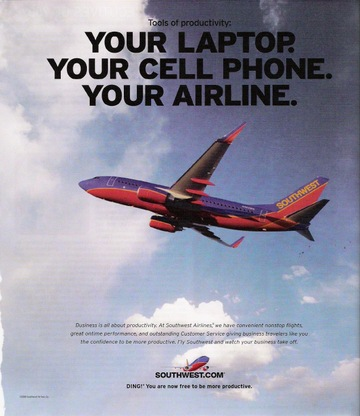 Tools of productivity:
YOUR LAPTOP.
YOUR CELL PHONE.
YOUR AIRLINE.
SOUTHWEST
Business is all about productivity. At Southwest Airlines, we have convenient nonstop flights,
great ontime performance, and outstanding Customer Service giving business travelers like you
the confidence to be more productive. Fly Southwest and watch your business take off.
SOUTHWEST.COM®
DING!® You are now free to be more productive.